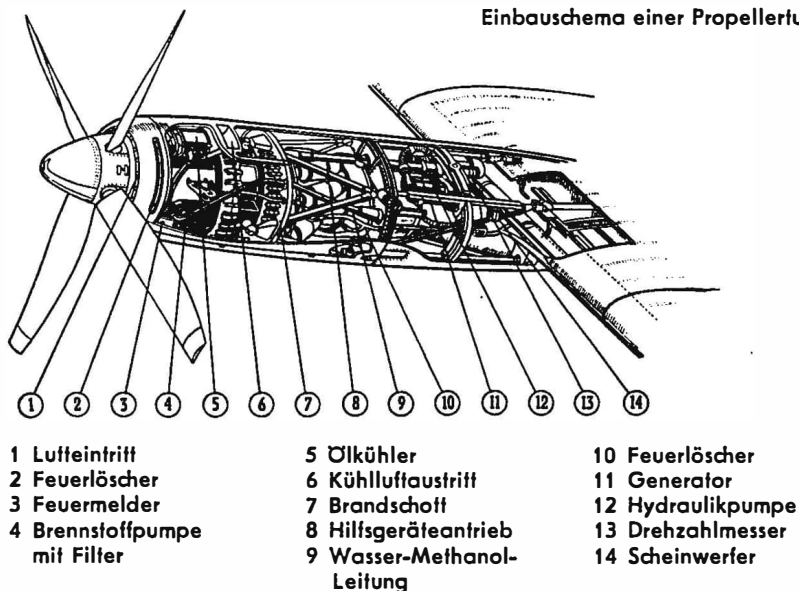 Einbauschema einer Propellertu
1 2 3 4 5 6 7 8 9 10 11 12 13 14
1 Lufteintritt
2 Feuerlöscher
3 Feuermelder
4 Brennstoffpumpe
mit Filter
5 Ölkühler
6 Kühlluftaustritt
7 Brandschott
8 Hilfsgeräteantrieb
9 Wasser-Methanol-
Leitung
10 Feuerlöscher
11 Generator
12 Hydraulikpumpe
13 Drehzahlmesser
14 Scheinwerfer